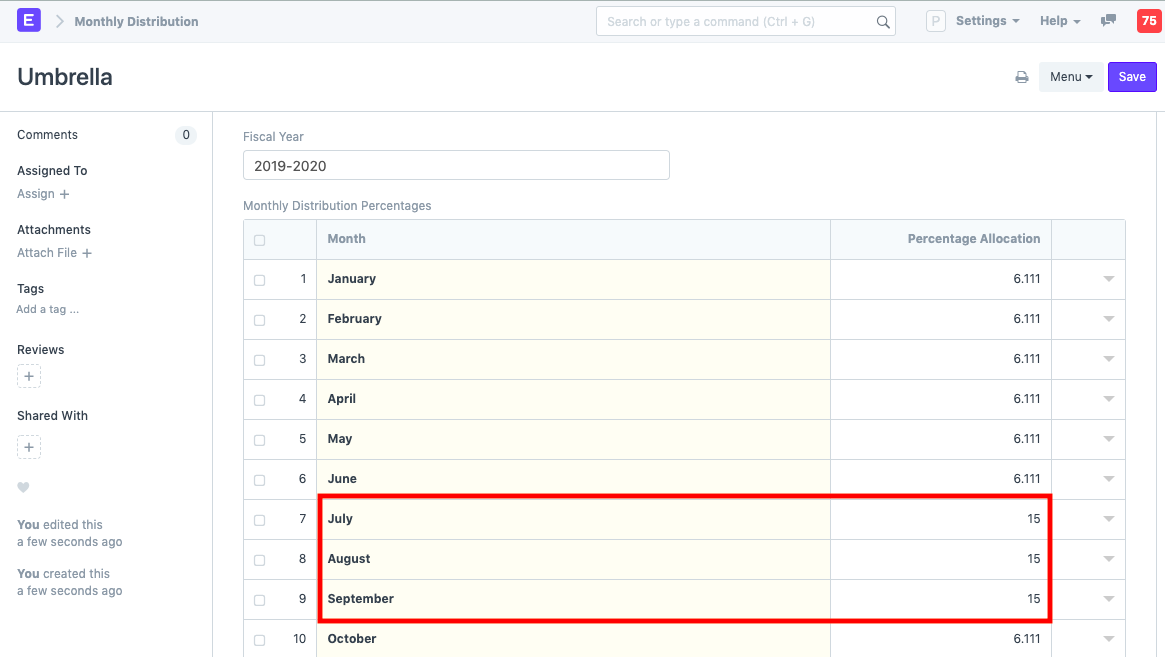 E Monthly Distribution Search or type a command (Ctrl + G) P Settings Help 75
Umbrella Menu Save
Comments 0
Assigned To
Assign +
Attachments
Attach File +
Tags
Add a tag ...
Reviews
+
Shared With
+
You edited this
a few seconds ago
You created this
a few seconds ago
Fiscal Year
2019-2020
Monthly Distribution Percentages
Month Percentage Allocation
1 January 6.111
2 February 6.111
3 March 6.111
4 April 6.111
5 May 6.111
6 June 6.111
7 July 15
8 August 15
9 September 15
10 October 6.111